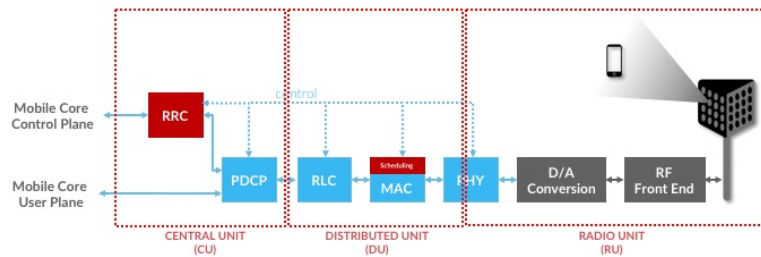 control
Mobile Core
Control Plane
RRC
Mobile Core
User Plane
PDCP
RLC
Scheduling
MAC
PHY
D/A
Conversion
RF
Front End
CENTRAL UNIT
(CU)
DISTRIBUTED UNIT
(DU)
RADIO UNIT
(RU)